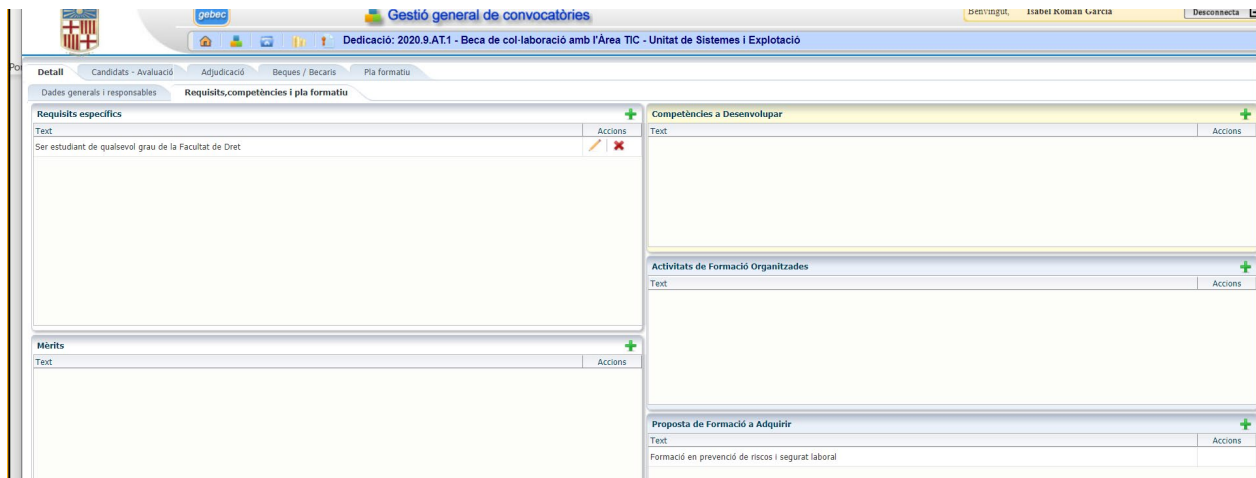 gebec
Gestió general de convocatòries
Benvingut, Isabel Roman Garcia
Desconnecta
Dedicació: 2020.9.AT.1 - Beca de col·laboració amb l'Àrea TIC - Unitat de Sistemes i Explotació
Detall
Candidats - Avaluació
Adjudicació
Beques / Becaris
Pla formatiu
Dades generals i responsables
Requisits,competències i pla formatiu
Requisits específics
Text
Accions
Ser estudiant de qualsevol grau de la Facultat de Dret
Mèrits
Text
Accions
Competències a Desenvolupar
Text
Accions
Activitats de Formació Organitzades
Text
Accions
Proposta de Formació a Adquirir
Text
Accions
Formació en prevenció de riscos i segurat laboral